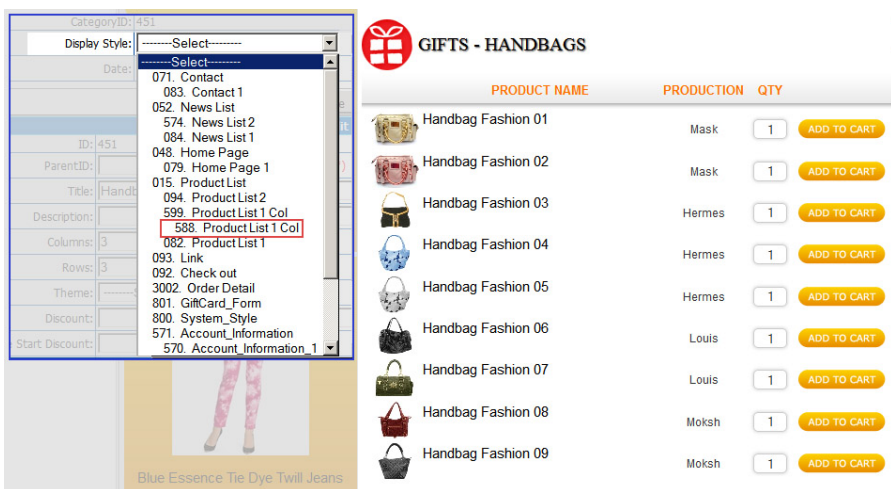 CategoryID: 451
Display Style: --------Select---------
Date:
--------Select---------
071. Contact
083. Contact 1
052. News List
574. News List 2
084. News List 1
048. Home Page
079. Home Page 1
015. Product List
094. Product List 2
599. Product List 1 Col
588. Product List 1 Col
082. Product List 1
093. Link
092. Check out
3002. Order Detail
801. GiftCard_Form
800. System_Style
571. Account_Information
570. Account_Information_1
ID: 451
ParentID:
Title: Handb
Description:
Columns: 3
Rows: 3
Theme:
Discount:
Start Discount:
Blue Essence Tie Dye Twill Jeans
GIFTS - HANDBAGS
PRODUCT NAME PRODUCTION QTY
Handbag Fashion 01 Mask 1 ADD TO CART
Handbag Fashion 02 Mask 1 ADD TO CART
Handbag Fashion 03 Hermes 1 ADD TO CART
Handbag Fashion 04 Hermes 1 ADD TO CART
Handbag Fashion 05 Hermes 1 ADD TO CART
Handbag Fashion 06 Louis 1 ADD TO CART
Handbag Fashion 07 Louis 1 ADD TO CART
Handbag Fashion 08 Moksh 1 ADD TO CART
Handbag Fashion 09 Moksh 1 ADD TO CART